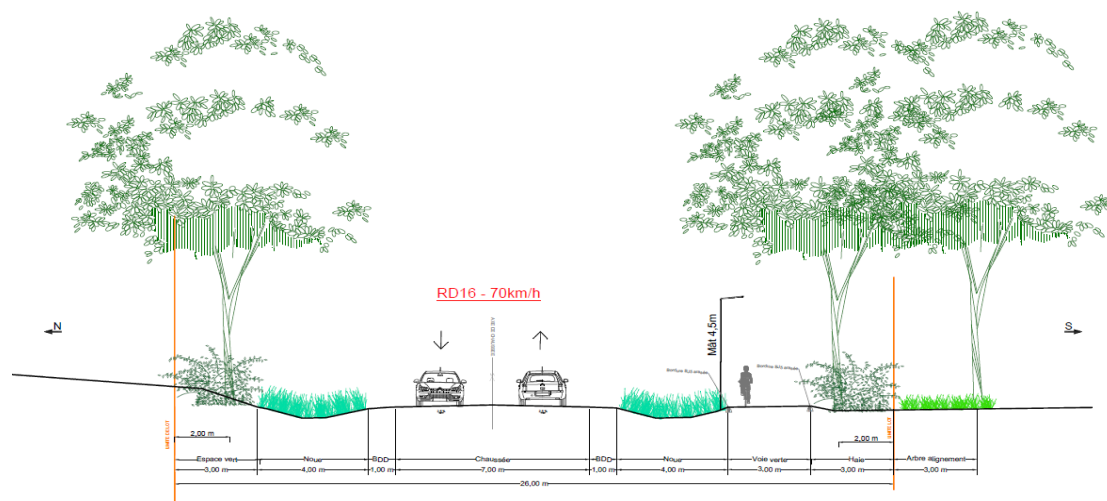 RD16 - 70km/h
N
S
Mât 4,5m
2,00 m
2,00 m
Espace vert
Noue
BDD
Chaussée
BDD
Noue
Voie verte
Haie
Arbre alignement
3,00 m
4,00 m
1,00 m
7,00 m
1,00 m
4,00 m
3,00 m
3,00 m
3,00 m
26,00 m